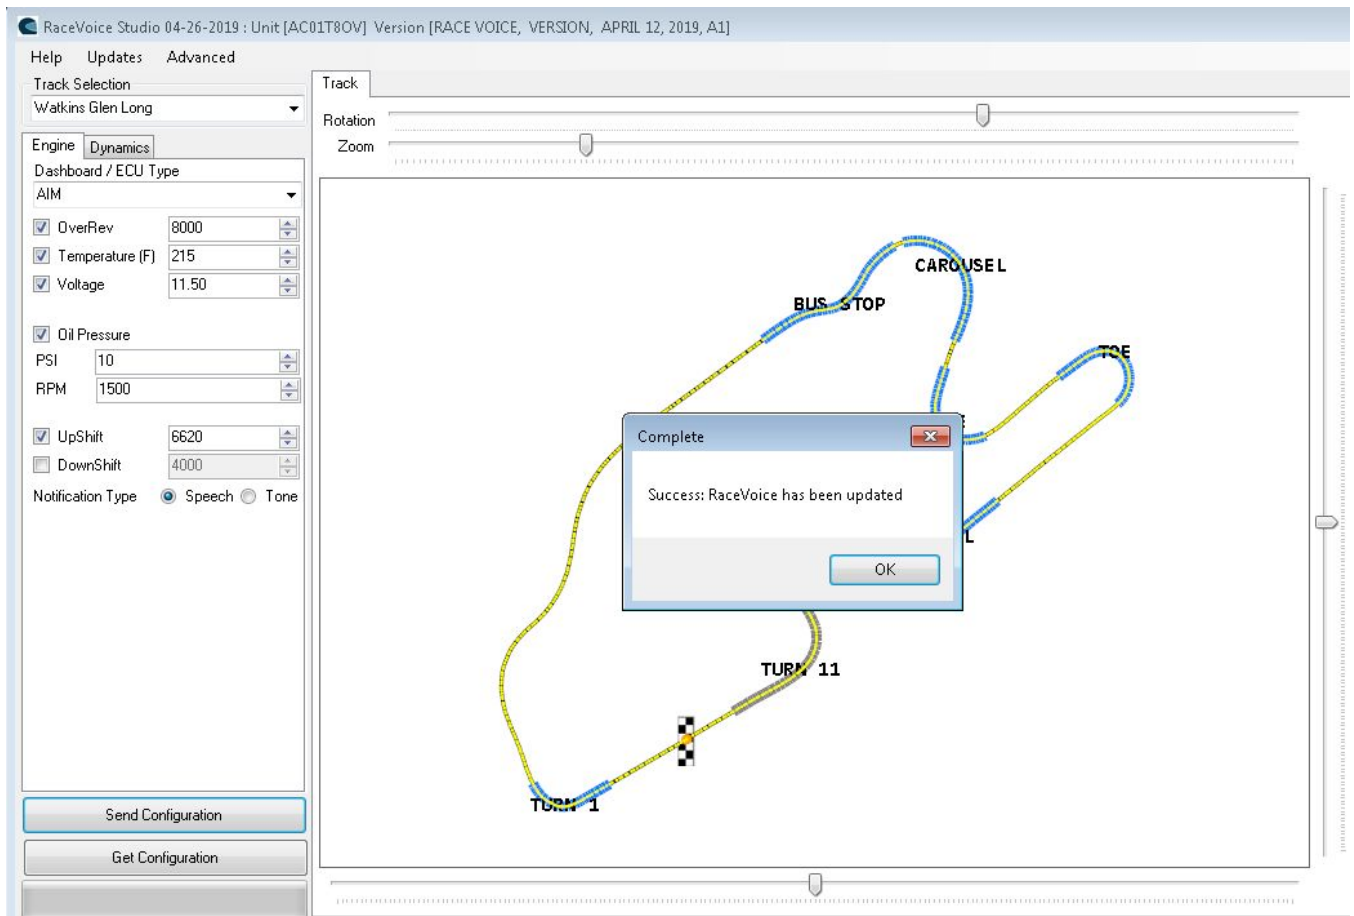 RaceVoice Studio 04-26-2019 : Unit [AC01T8OV] Version [RACE VOICE, VERSION, APRIL 12, 2019, A1]
Help Updates Advanced
Track Selection
Watkins Glen Long
Engine Dynamics
Dashboard / ECU Type
AIM
OverRev 8000
Temperature (F) 215
Voltage 11.50
Oil Pressure
PSI 10
RPM 1500
UpShift 6620
DownShift 4000
Notification Type Speech Tone
Send Configuration
Get Configuration
Track
Rotation
Zoom
CAROUSEL
BUS STOP
TOE
Complete
Success: RaceVoice has been updated
OK
TURN 11
TURN 1